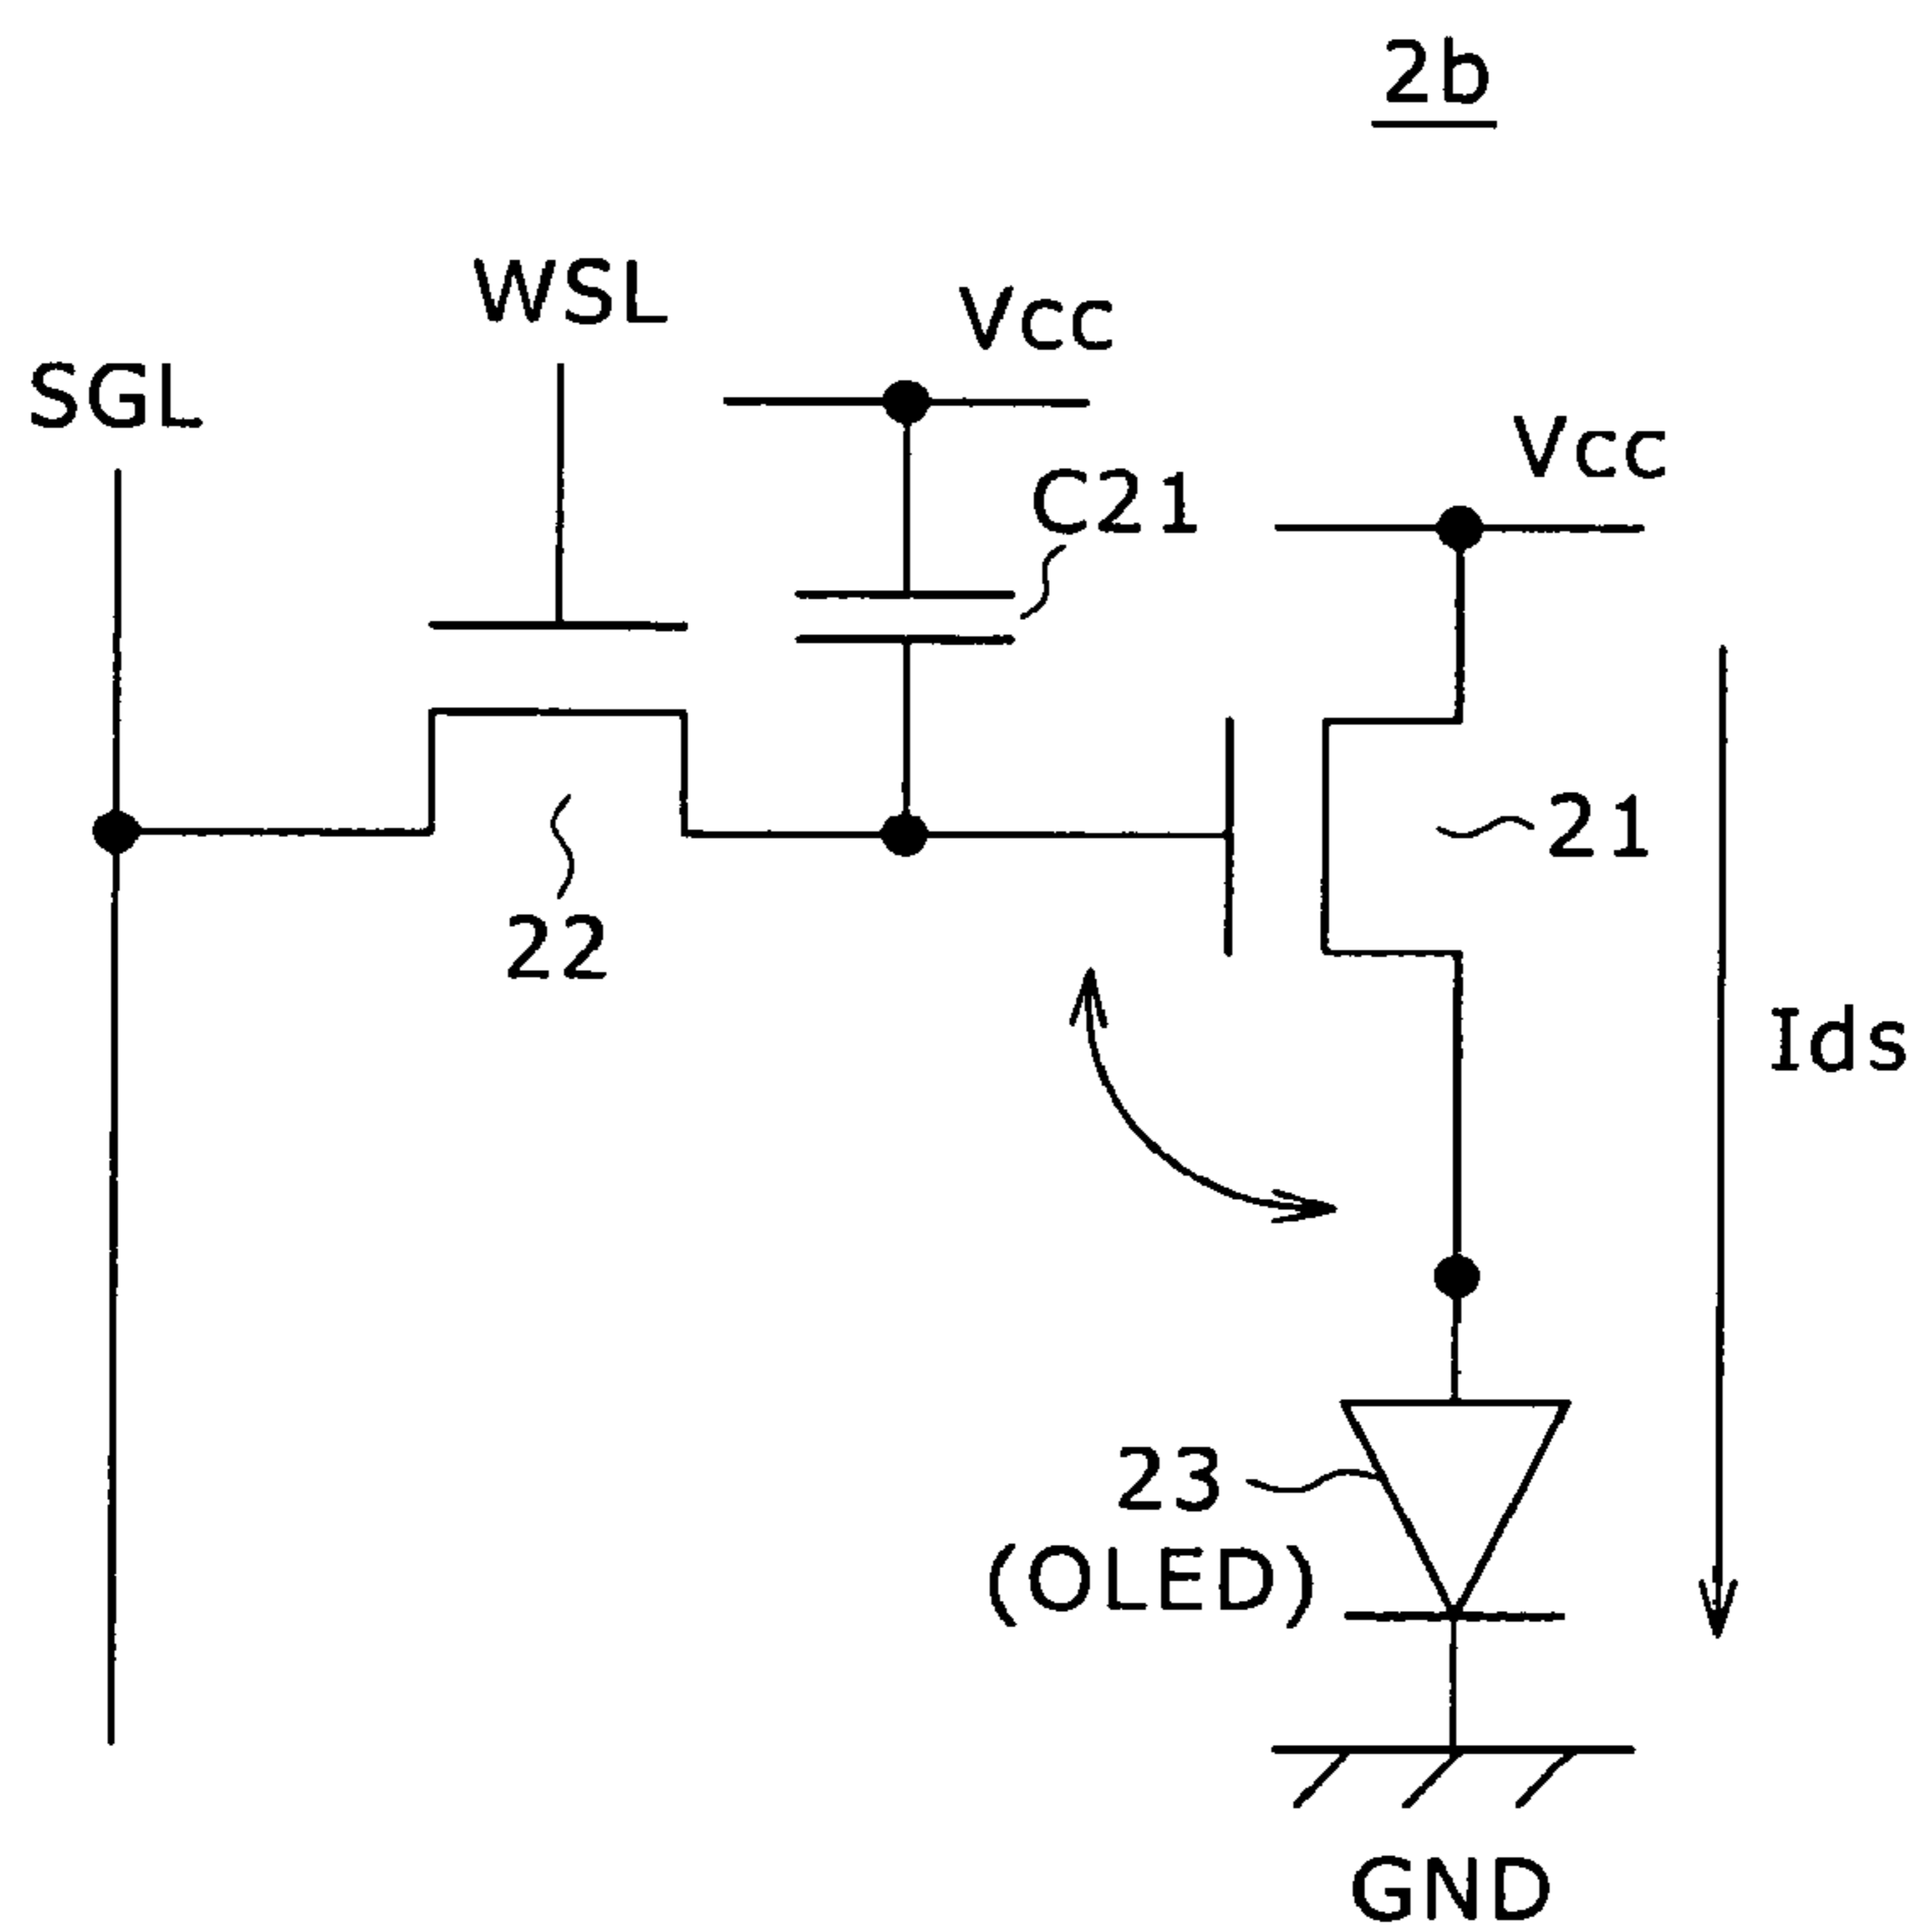 2b
WSL
Vcc
SGL
Vcc
C21
21
22
Ids
23
(OLED)
GND